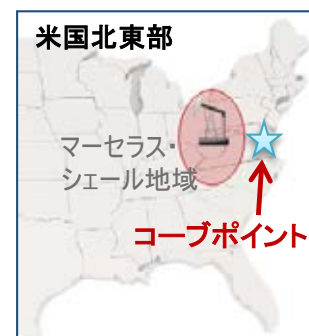 米国北東部
マーセラス・
シェール地域
コーブポイント